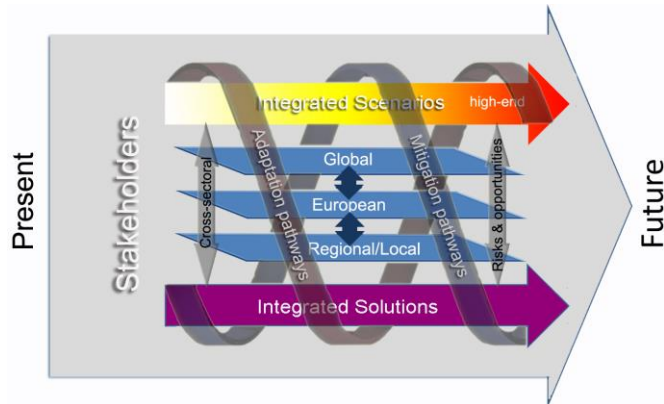 Present
Stakeholders
Integrated Scenarios
high-end
Cross-sectoral
Adaptation pathways
Global
European
Regional/Local
Mitigation pathways
Risks & opportunities
Integrated Solutions
Future